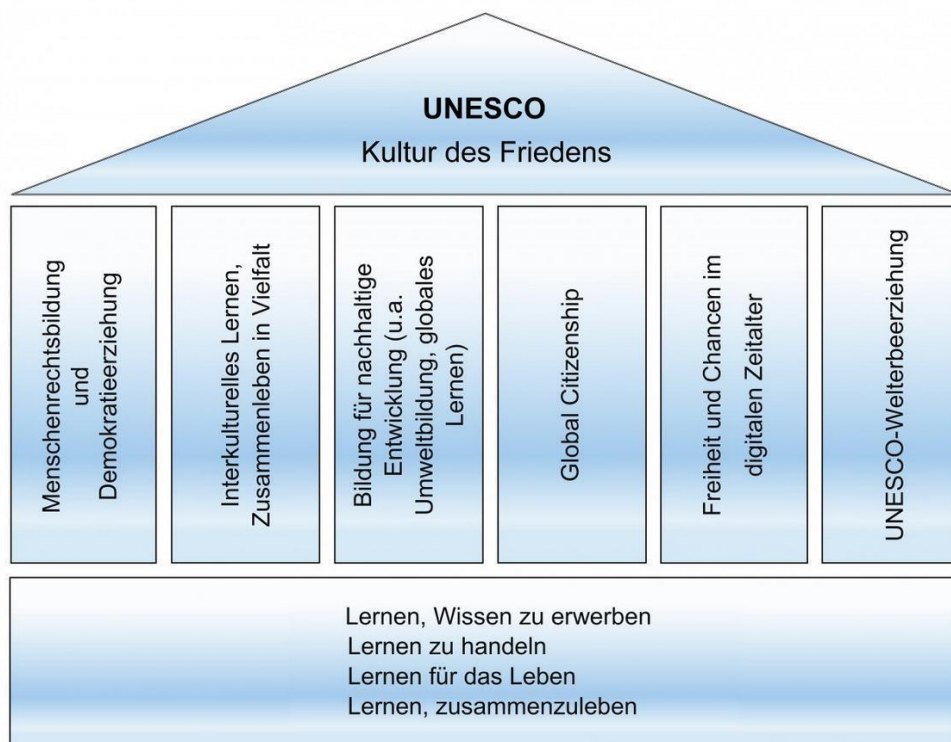 UNESCO
Kultur des Friedens
Menschenrechtsbildung
und
Demokratieerziehung
Interkulturelles Lernen,
Zusammenleben in Vielfalt
Bildung für nachhaltige
Entwicklung (u.a.
Umweltbildung, globales
Lernen)
Global Citizenship
Freiheit und Chancen im
digitalen Zeitalter
UNESCO-Welterbeerziehung
Lernen, Wissen zu erwerben
Lernen zu handeln
Lernen für das Leben
Lernen, zusammenzuleben